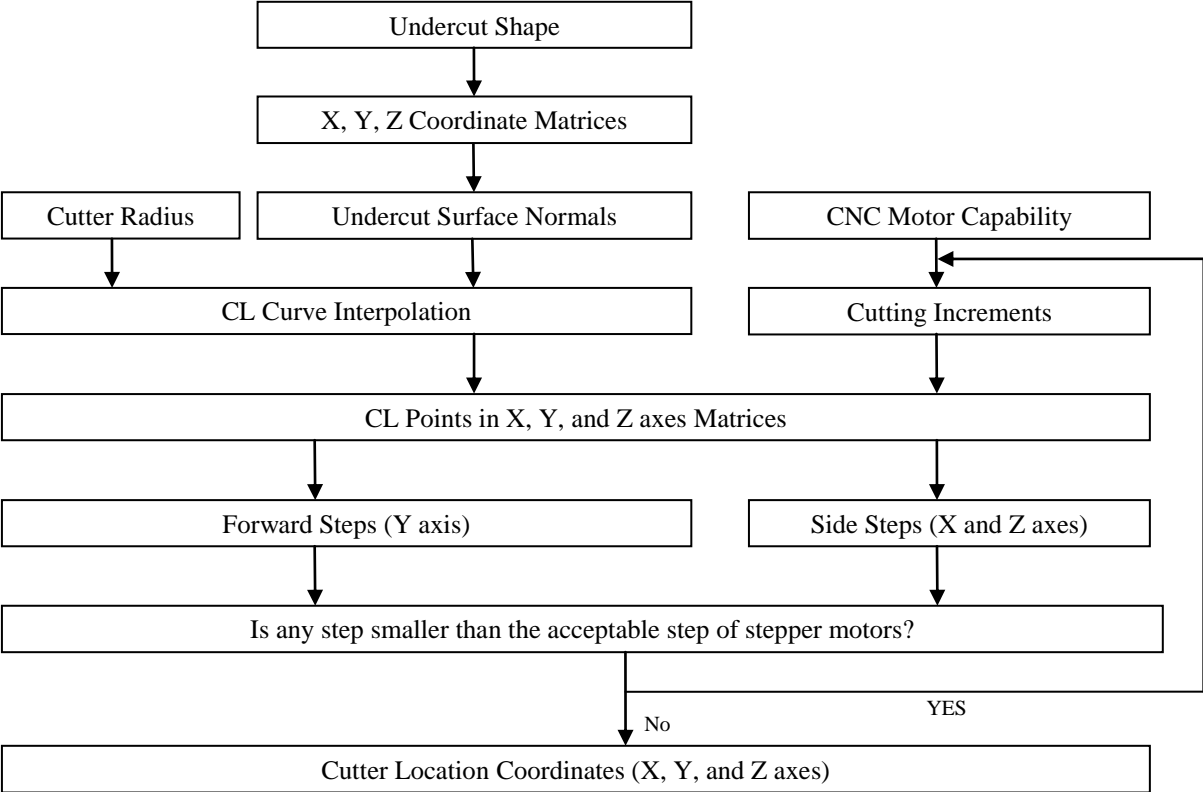 Undercut Shape
X, Y, Z Coordinate Matrices
Cutter Radius
Undercut Surface Normals
CNC Motor Capability
CL Curve Interpolation
Cutting Increments
CL Points in X, Y, and Z axes Matrices
Forward Steps (Y axis)
Side Steps (X and Z axes)
Is any step smaller than the acceptable step of stepper motors?
YES
No
Cutter Location Coordinates (X, Y, and Z axes)